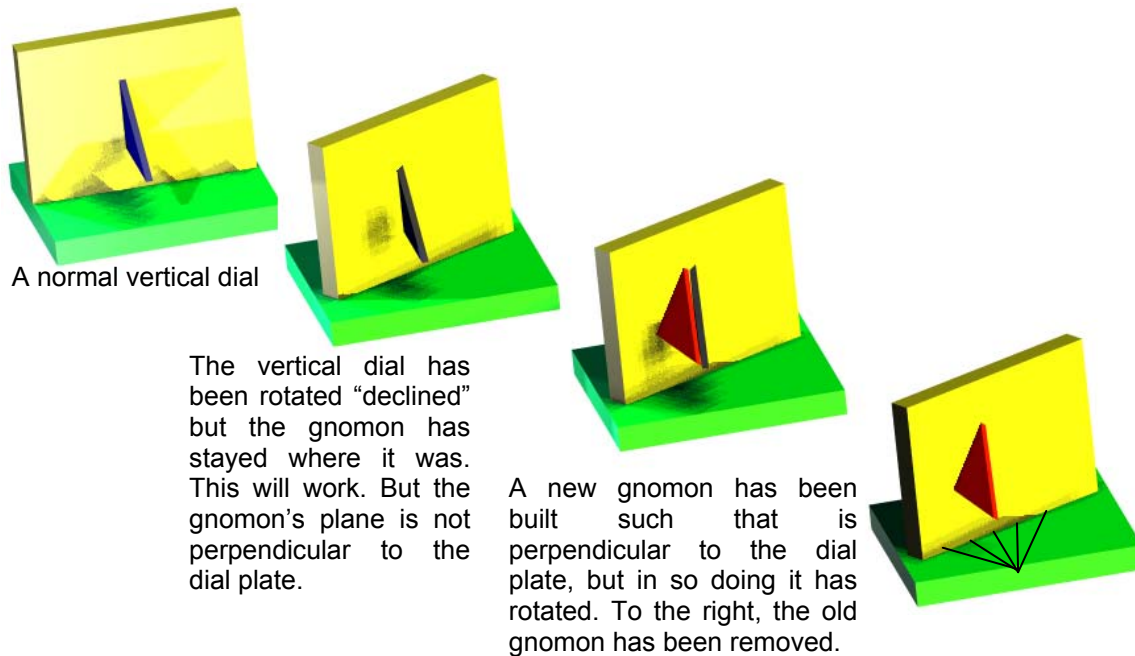 A normal vertical dial
The vertical dial has
been rotated “declined”
but the gnomon has
stayed where it was.
This will work. But the
gnomon’s plane is not
perpendicular to the
dial plate.
A new gnomon has been
built such that is
perpendicular to the dial
plate, but in so doing it has
rotated. To the right, the old
gnomon has been removed.